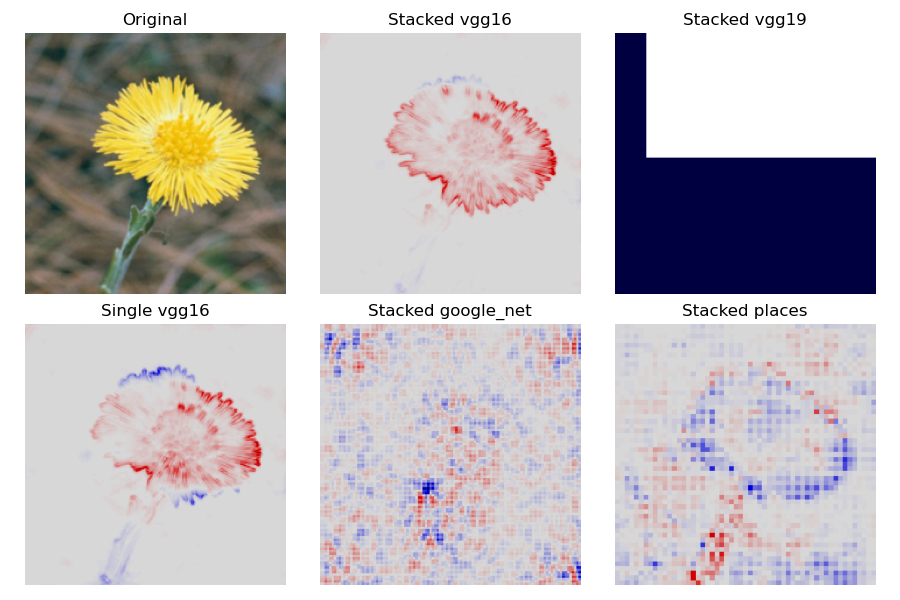 Original
Stacked vgg16
Stacked vgg19
Single vgg16
Stacked google_net
Stacked places